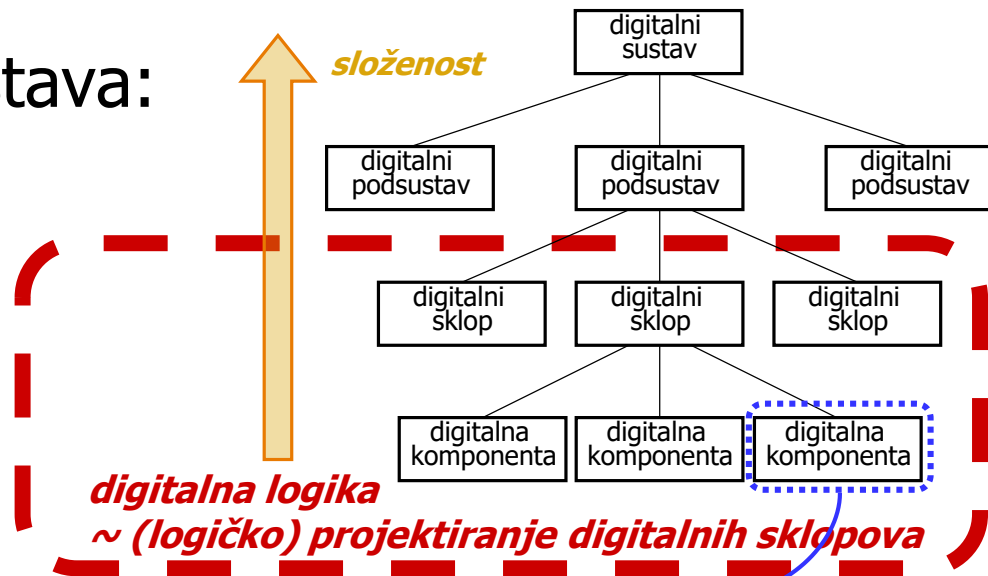 tava:
složenost
digitalni
sustav
digitalni
podsustav
digitalni
podsustav
digitalni
podsustav
digitalni
sklop
digitalni
sklop
digitalni
sklop
digitalna
komponenta
digitalna
komponenta
digitalna
komponenta
digitalna logika
~ (logičko) projektiranje digitalnih sklopova